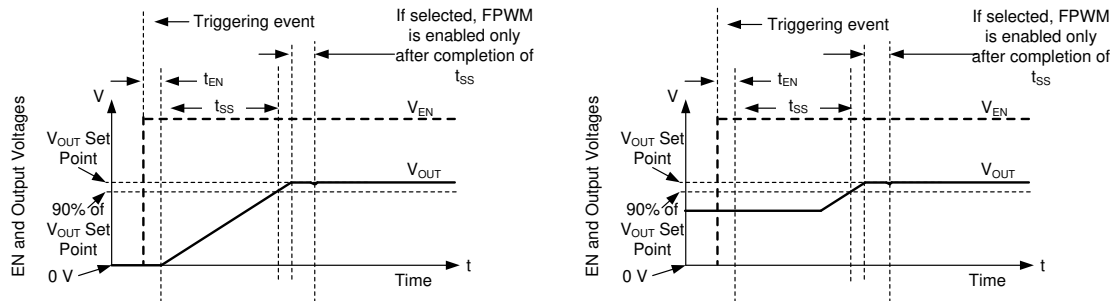 Triggering event
If selected, FPWM
is enabled only
after completion of
tSS
tEN
tSS
V
VEN
VOUT Set
Point
VOUT
90% of
VOUT Set
Point
0 V
t
Time
EN and Output Voltages
Triggering event
If selected, FPWM
is enabled only
after completion of
tSS
tEN
tSS
V
VEN
VOUT Set
Point
VOUT
90% of
VOUT Set
Point
0 V
t
Time
EN and Output Voltages